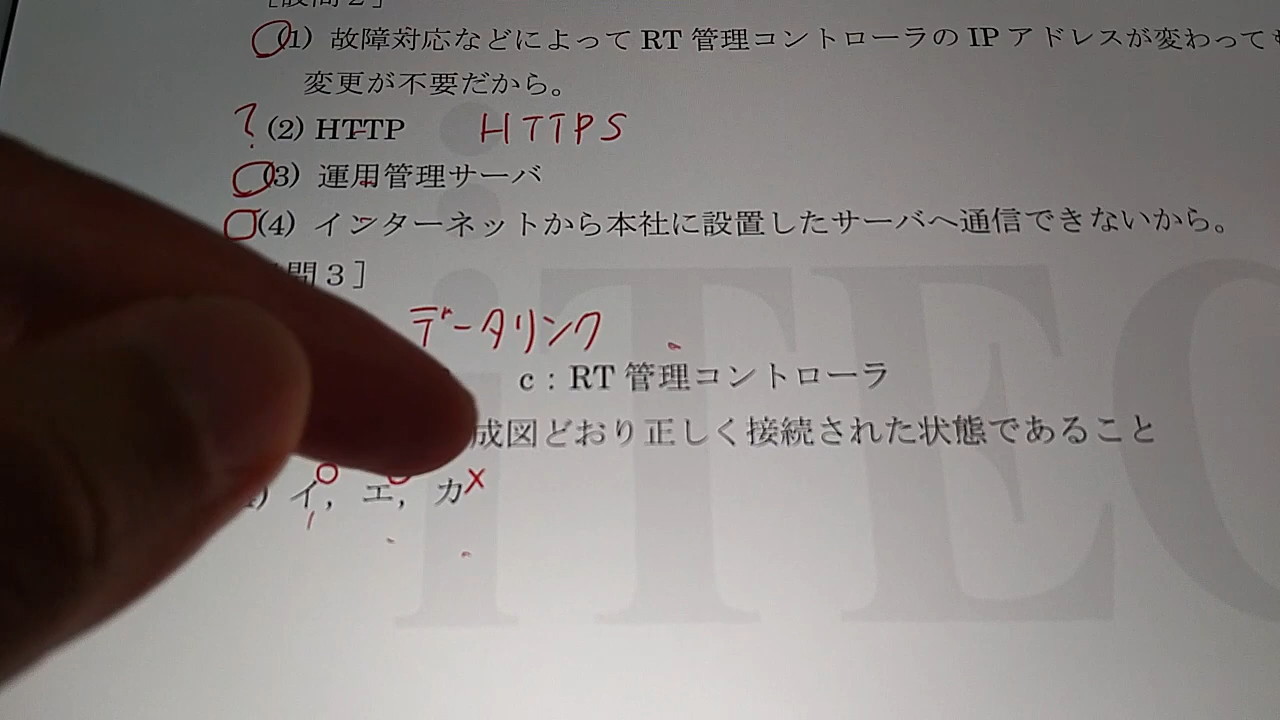 [設問2]
(1) 故障対応などによって RT 管理コントローラの IP アドレスが変わっても
変更が不要だから。
? (2) HTTP HTTPS
(3) 運用管理サーバ
(4) インターネットから本社に設置したサーバへ通信できないから。
問3]
データリンク
c：RT 管理コントローラ
成図どおり正しく接続された状態であること
) イ， エ， カ×
iTEC